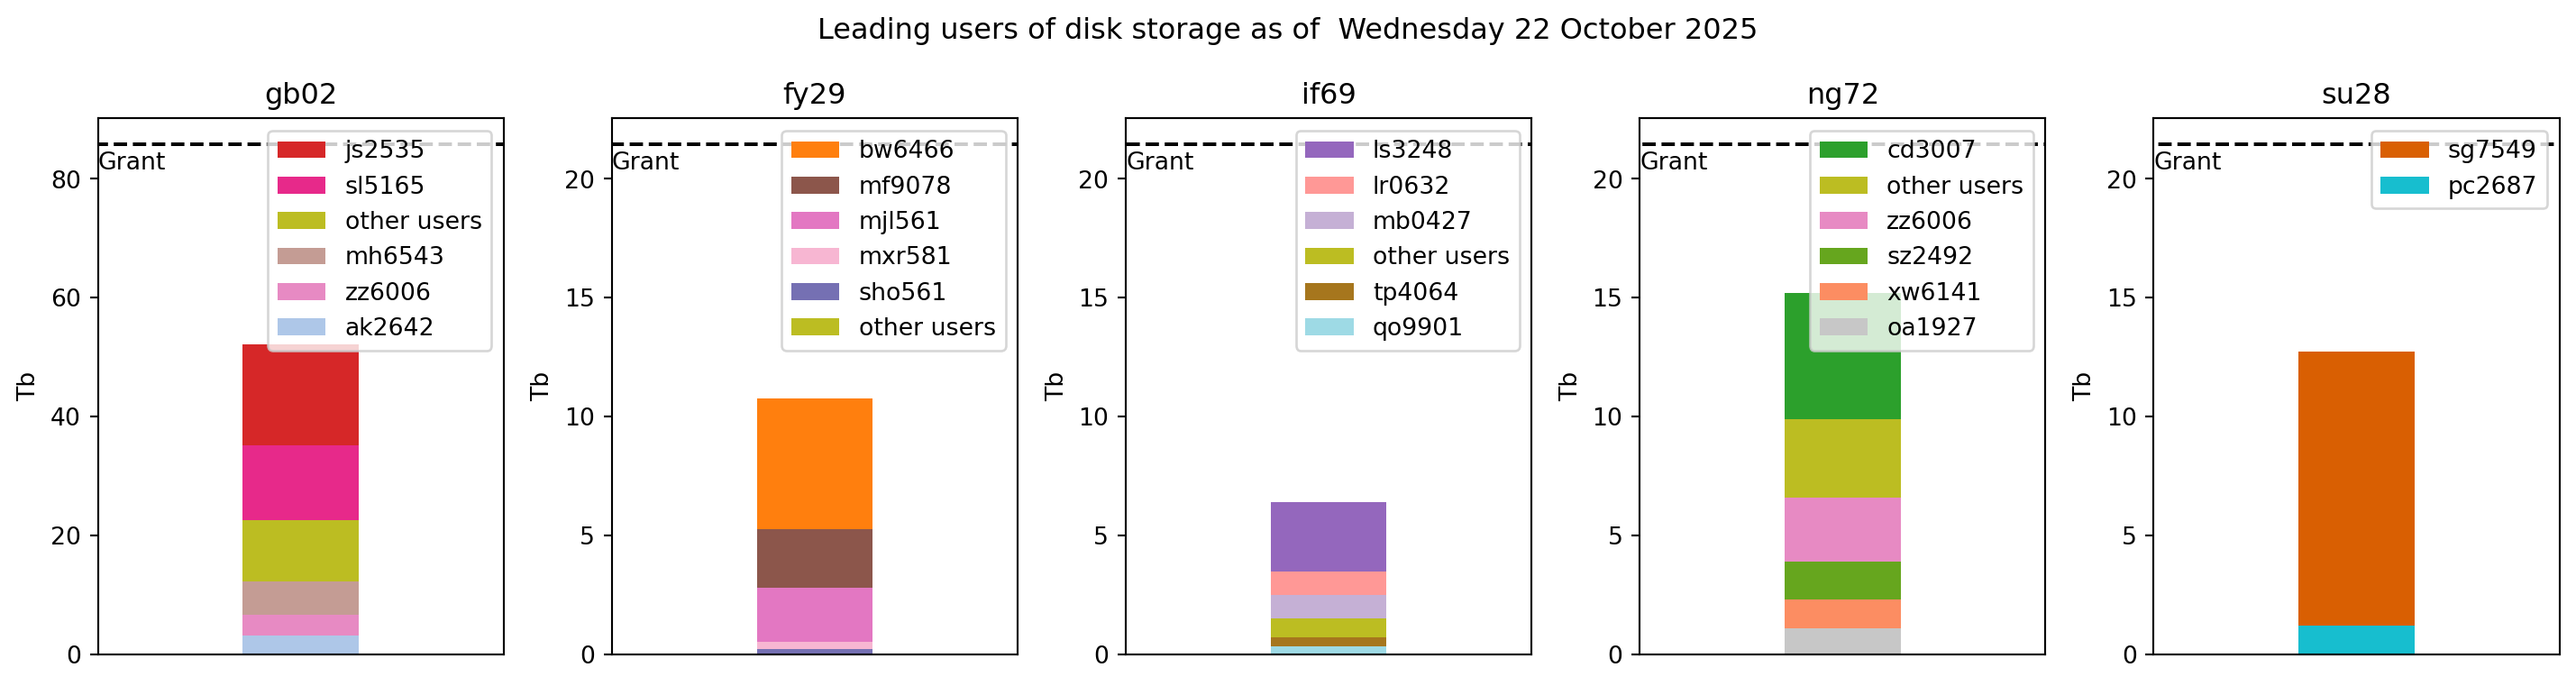 Leading users of disk storage as of  Wednesday 22 October 2025
gb02
Grant
js2535
sl5165
other users
mh6543
zz6006
ak2642
Tb
80
60
40
20
0
fy29
Grant
bw6466
mf9078
mjl561
mxr581
sho561
other users
Tb
20
15
10
5
0
if69
Grant
ls3248
lr0632
mb0427
other users
tp4064
qo9901
Tb
20
15
10
5
0
ng72
Grant
cd3007
other users
zz6006
sz2492
xw6141
oa1927
Tb
20
15
10
5
0
su28
Grant
sg7549
pc2687
Tb
20
15
10
5
0